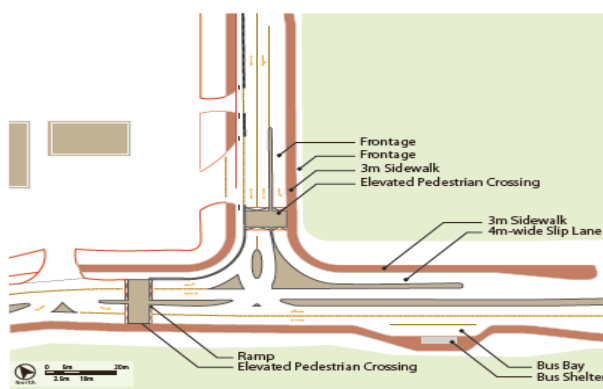 Frontage
Frontage
3m Sidewalk
Elevated Pedestrian Crossing
3m Sidewalk
4m-wide Slip Lane
Ramp
Elevated Pedestrian Crossing
Bus Bay
Bus Shelter
0 5m 20m
2.5m 10m